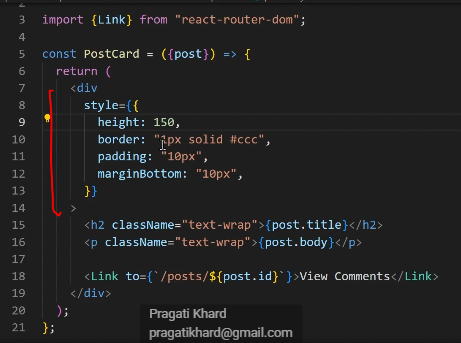 2
3 import {Link} from "react-router-dom";
4
5 const PostCard = ({post}) => {
6 return (
7 <div
8 style={{
9 height: 150,
10 border: "1px solid #ccc",
11 padding: "10px",
12 marginBottom: "10px",
13 }}
14 >
15 <h2 className="text-wrap">{post.title}</h2>
16 <p className="text-wrap">{post.body}</p>
17
18 <Link to={`/posts/${post.id}`}>View Comments</Link>
19 </div>
20 );
21 };
Pragati Khard
pragatikhard@gmail.com